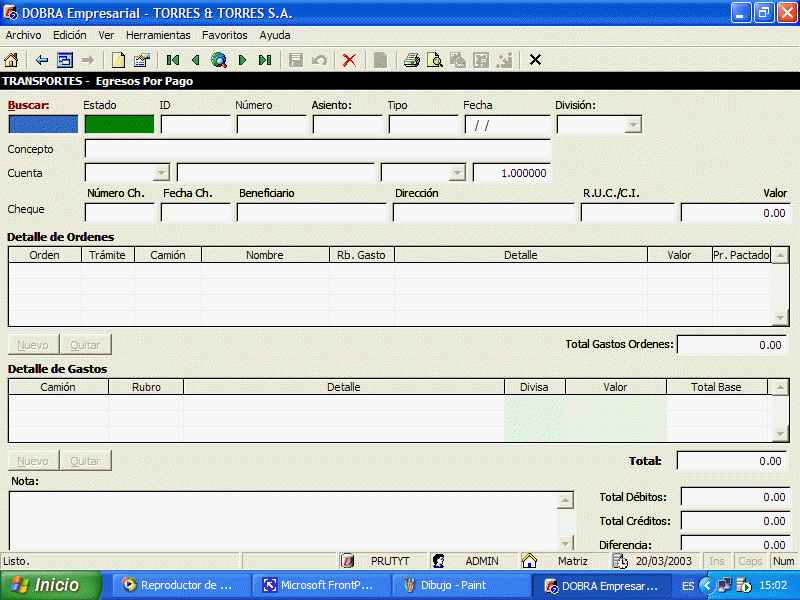 DOBRA Empresarial - TORRES & TORRES S.A.
Archivo Edición Ver Herramientas Favoritos Ayuda
TRANSPORTES - Egresos Por Pago
Buscar: Estado ID Número Asiento: Tipo Fecha División:
/ /
Concepto
Cuenta 1.000000
Número Ch. Fecha Ch. Beneficiario Dirección R.U.C./C.I. Valor
Cheque 0.00
Detalle de Ordenes
Orden Trámite Camión Nombre Rb. Gasto Detalle Valor Pr. Pactado
Nuevo Quitar Total Gastos Ordenes: 0.00
Detalle de Gastos
Camión Rubro Detalle Divisa Valor Total Base
Nuevo Quitar Total: 0.00
Nota:
Total Débitos: 0.00
Total Créditos: 0.00
Diferencia: 0.00
Listo. PRUTYT ADMIN Matriz 20/03/2003 Ins Caps Num
Inicio Reproductor de ... Microsoft FrontP... Dibujo - Paint DOBRA Empresar... ES 15:02